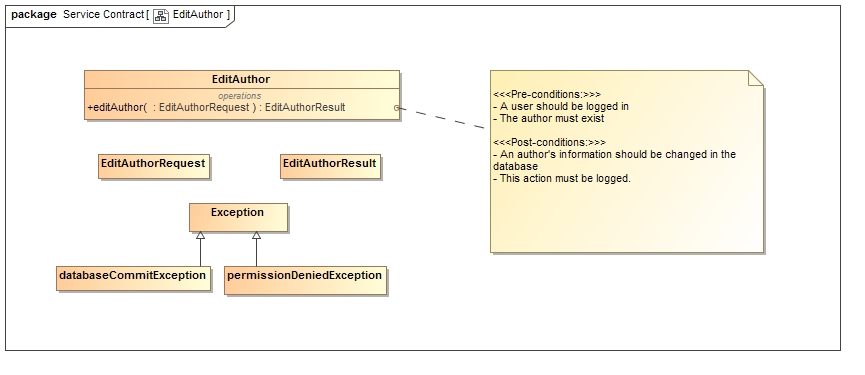 package Service Contract [ EditAuthor ]
EditAuthor
operations
+editAuthor( : EditAuthorRequest ) : EditAuthorResult
<<<Pre-conditions:>>>
- A user should be logged in
- The author must exist
<<<Post-conditions:>>>
- An author's information should be changed in the
database
- This action must be logged.
EditAuthorRequest
EditAuthorResult
Exception
databaseCommitException
permissionDeniedException